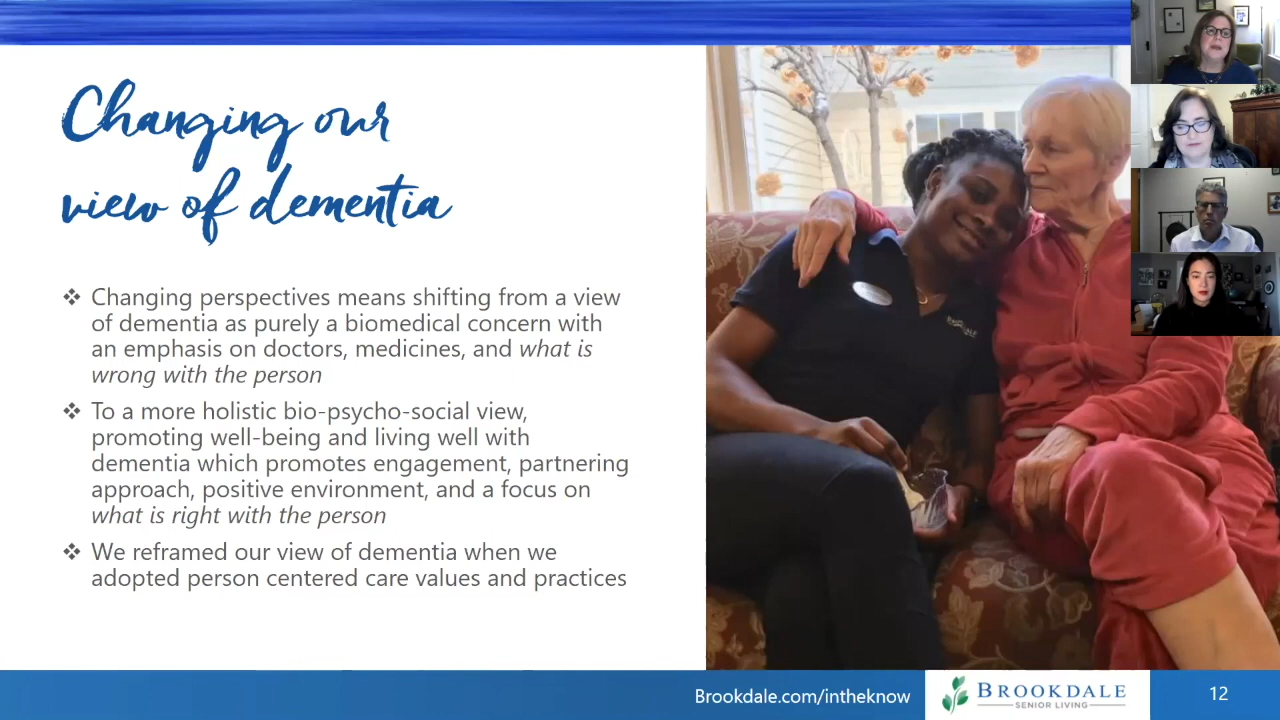 Changing our
view of dementia
❖ Changing perspectives means shifting from a view
of dementia as purely a biomedical concern with
an emphasis on doctors, medicines, and what is
wrong with the person
❖ To a more holistic bio-psycho-social view,
promoting well-being and living well with
dementia which promotes engagement, partnering
approach, positive environment, and a focus on
what is right with the person
❖ We reframed our view of dementia when we
adopted person centered care values and practices
Brookdale.com/intheknow
BROOKDALE
SENIOR LIVING
12